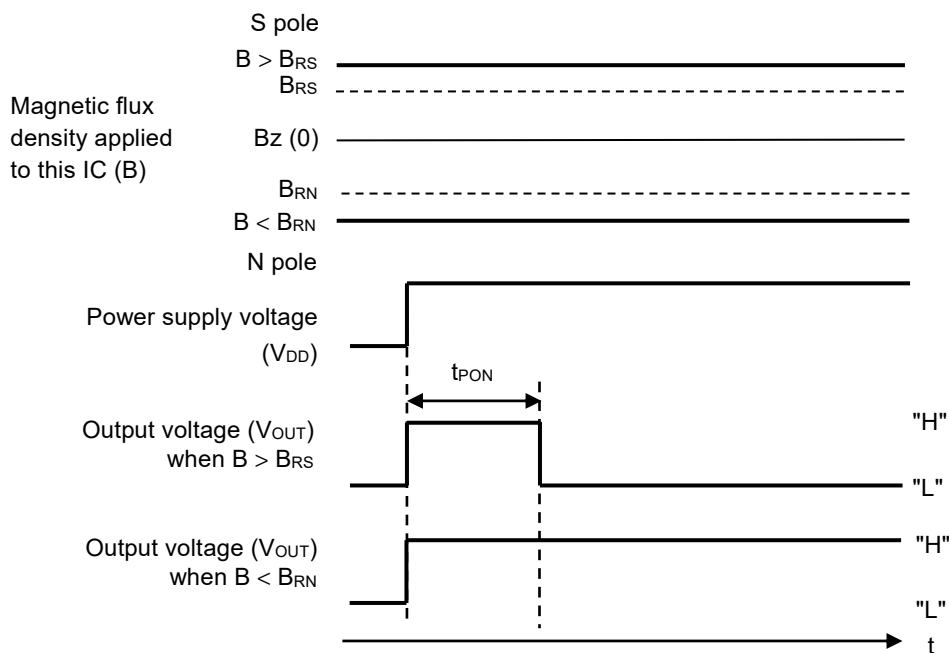 S pole
B > BRS
BRS
Magnetic flux
density applied
to this IC (B)
Bz (0)
BRN
B < BRN
N pole
Power supply voltage
(VDD)
tPON
Output voltage (VOUT)
when B > BRS
"H"
"L"
Output voltage (VOUT)
when B < BRN
"H"
"L"
t